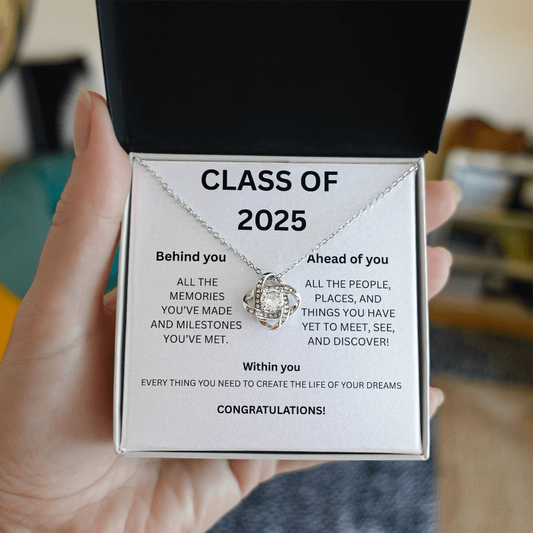 CLASS OF
2025
Behind you
ALL THE
MEMORIES
YOU'VE MADE
AND MILESTONES
YOU'VE MET.
Ahead of you
ALL THE PEOPLE,
PLACES, AND
THINGS YOU HAVE
YET TO MEET, SEE,
AND DISCOVER!
Within you
EVERY THING YOU NEED TO CREATE THE LIFE OF YOUR DREAMS
CONGRATULATIONS!